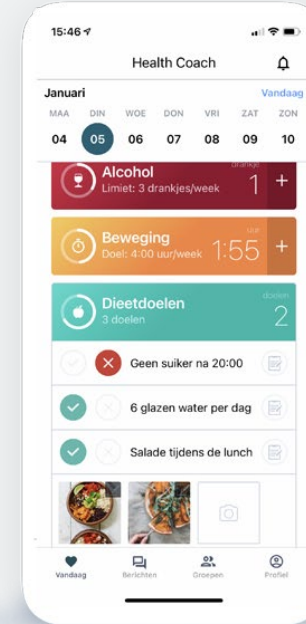 15:46
Health Coach
Januari Vandaag
MAA DIN WOE DON VRI ZAT ZON
04 05 06 07 08 09 10
Alcohol drankje
Limiet: 3 drankjes/week 1 +
Beweging uur
Doel: 4:00 uur/week 1:55 +
Dieetdoelen doelen
3 doelen 2
Geen suiker na 20:00
6 glazen water per dag
Salade tijdens de lunch
Vandaag Berichten Groepen Profiel